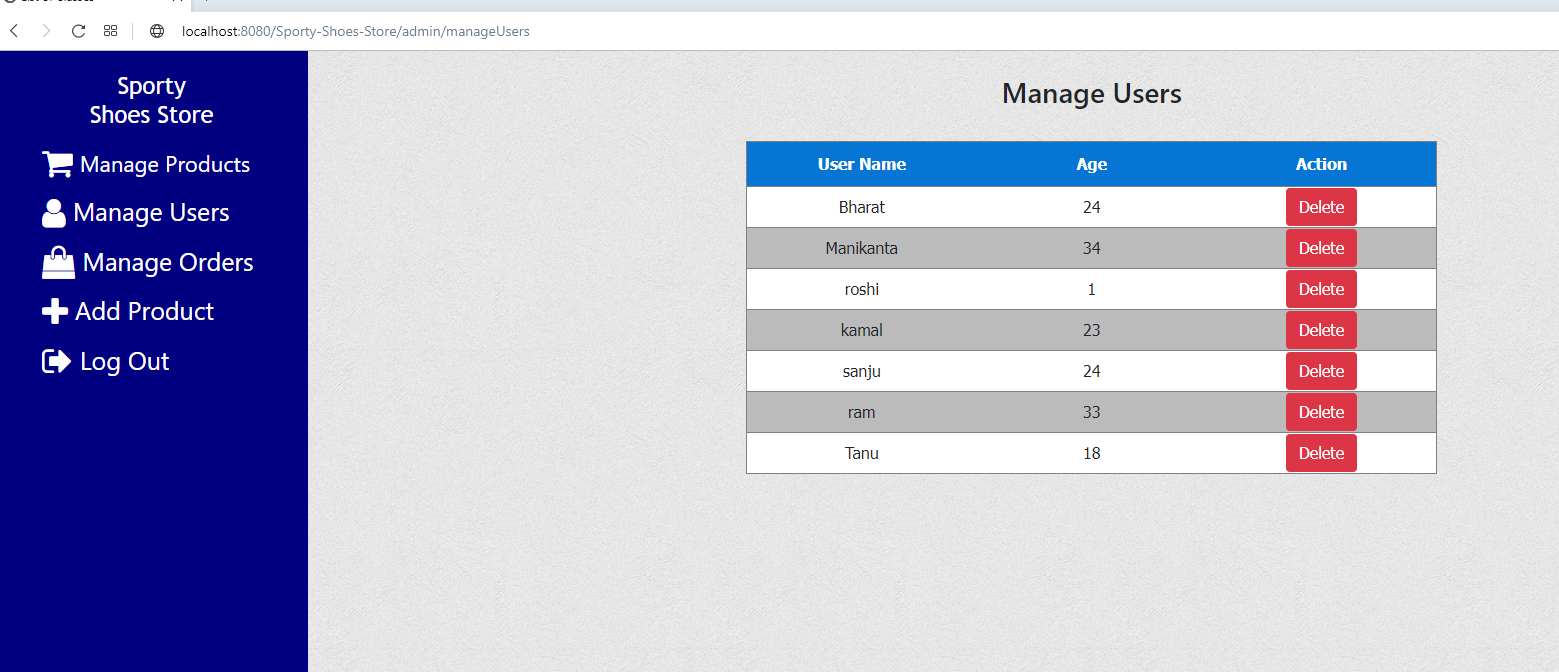 localhost:8080/Sporty-Shoes-Store/admin/manageUsers
Sporty
Shoes Store
Manage Products
Manage Users
Manage Orders
Add Product
Log Out
Manage Users
User Name Age Action
Bharat 24 Delete
Manikanta 34 Delete
roshi 1 Delete
kamal 23 Delete
sanju 24 Delete
ram 33 Delete
Tanu 18 Delete